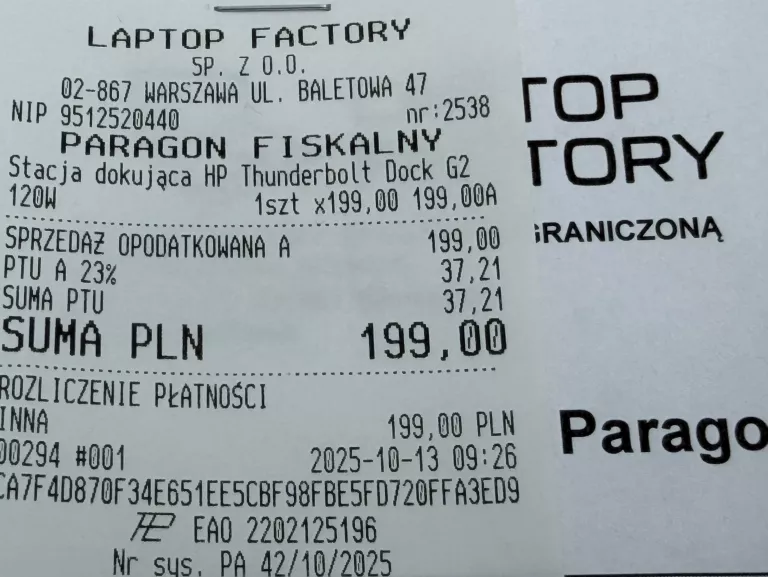 LAPTOP FACTORY
SP. Z O.O.
02-867 WARSZAWA UL. BALETOWA 47
NIP 9512520440 nr:2538
PARAGON FISKALNY
Stacja dokująca HP Thunderbolt Dock G2
120W 1szt x199,00 199,00A
SPRZEDAŻ OPODATKOWANA A 199,00
PTU A 23% 37,21
SUMA PTU 37,21
SUMA PLN 199,00
ROZLICZENIE PŁATNOŚCI
INNA 199,00 PLN
00294 #001 2025-10-13 09:26
CA7F4D870F34E651EE5CBF98FBE5FD720FFA3ED9
EAO 2202125196
Nr sys. PA 42/10/2025
TOP
TORY
GRANICZONĄ
Parago